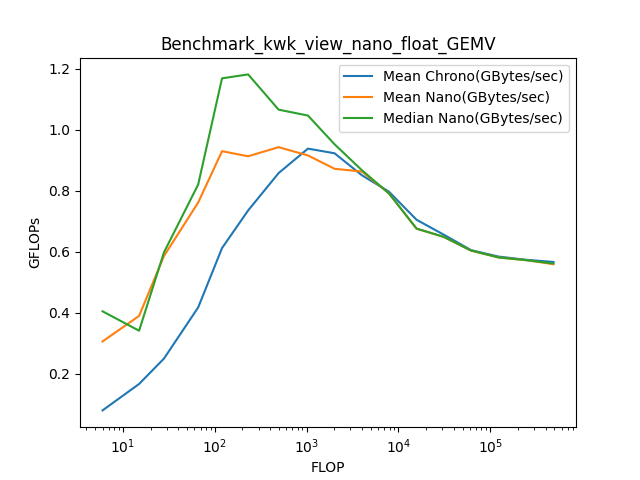 Benchmark_kwk_view_nano_float_GEMV
Mean Chrono(GBytes/sec)
Mean Nano(GBytes/sec)
Median Nano(GBytes/sec)
GFLOPs
1.2
1.0
0.8
0.6
0.4
0.2
10¹
10²
10³
10⁴
10⁵
FLOP